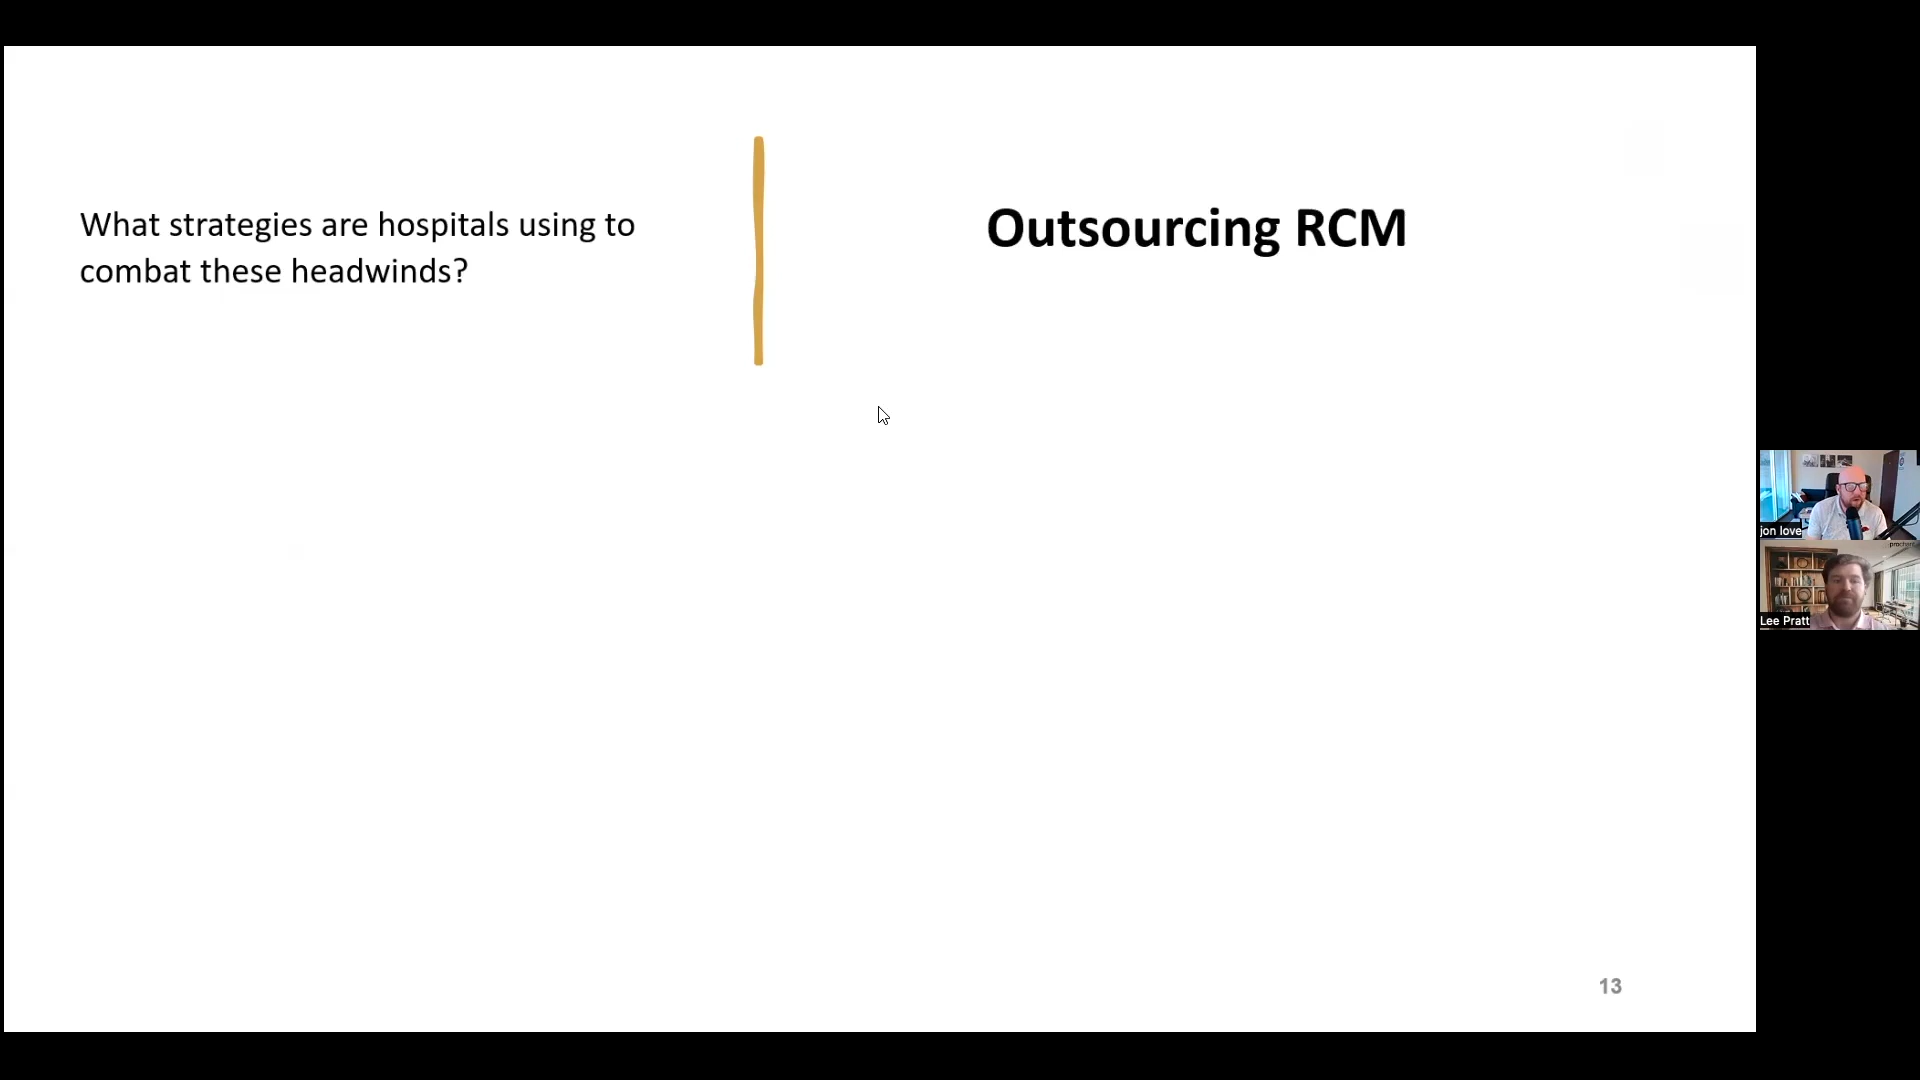 What strategies are hospitals using to
combat these headwinds?
Outsourcing RCM
jon love
Lee Pratt
13